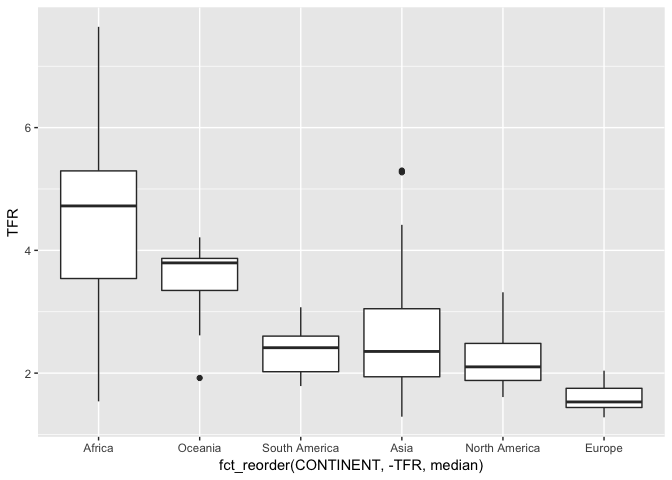 TFR
6
4
2
Africa Oceania South America Asia North America Europe
fct_reorder(CONTINENT, -TFR, median)